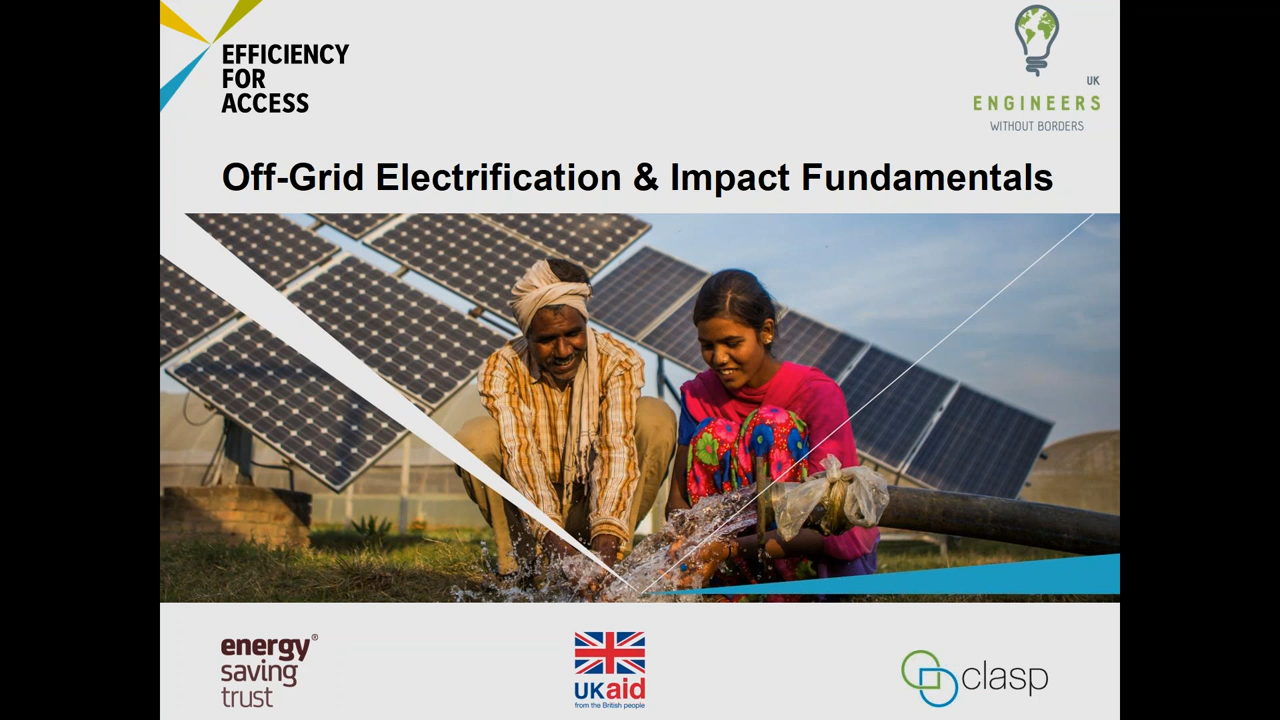 EFFICIENCY
FOR
ACCESS
UK
ENGINEERS
WITHOUT BORDERS
Off-Grid Electrification & Impact Fundamentals
energy®
saving
trust
UKaid
from the British people
clasp